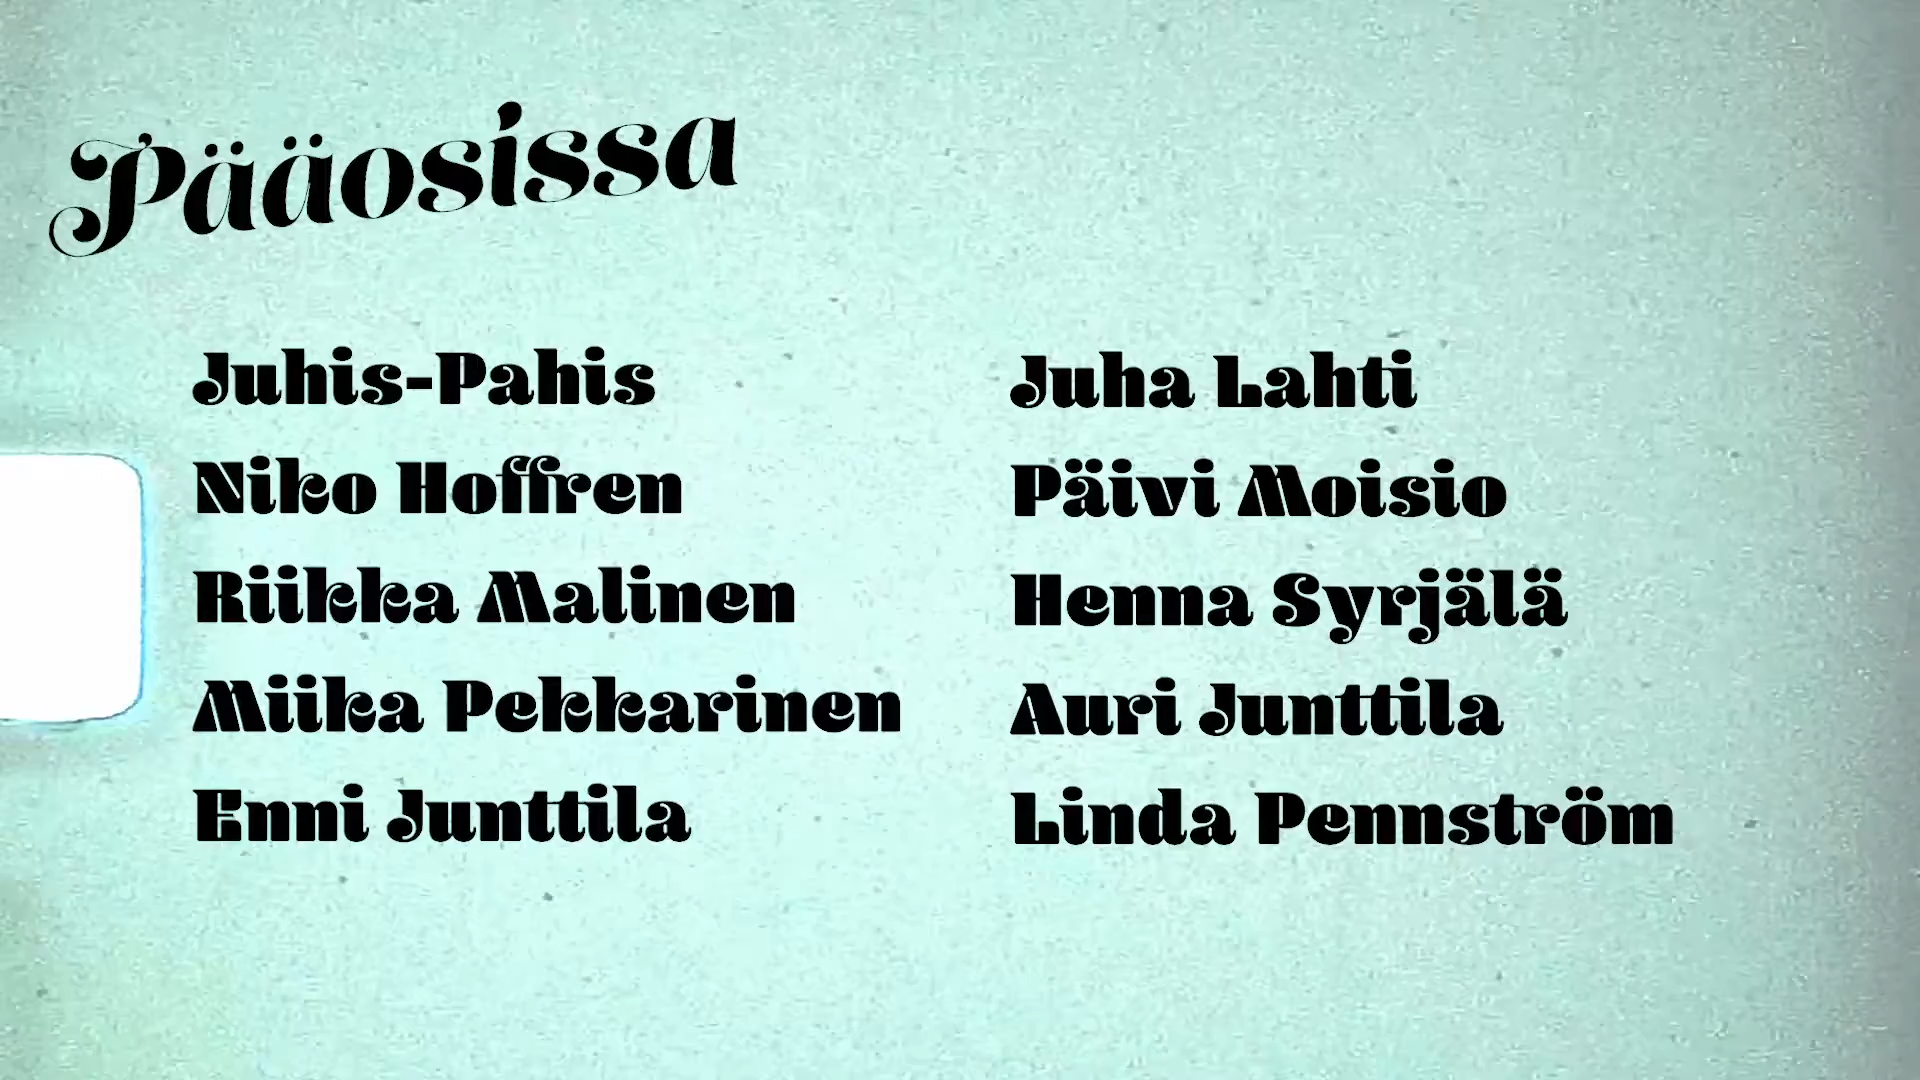 Pääosissa
Juhis-Pahis
Niko Hoffren
Riikka Malinen
Miika Pekkarinen
Enni Junttila
Juha Lahti
Päivi Moisio
Henna Syrjälä
Auri Junttila
Linda Pennström